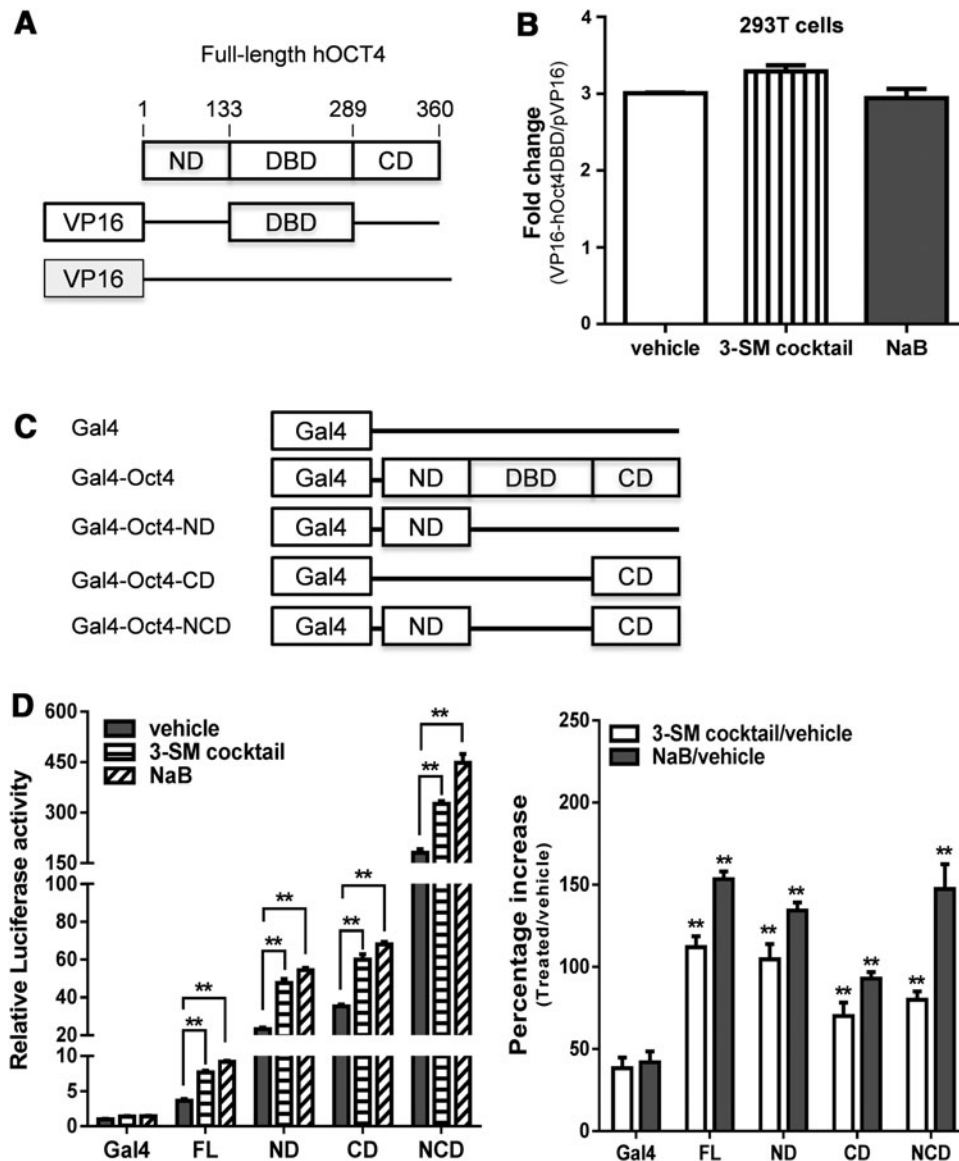 A
Full-length hOCT4
1 133 289 360
ND DBD CD
VP16 DBD
VP16
B
293T cells
Fold change
(VP16-hOct4DBD/pVP16)
4
3
2
1
0
vehicle 3-SM cocktail NaB
C
Gal4 Gal4
Gal4-Oct4 Gal4 ND DBD CD
Gal4-Oct4-ND Gal4 ND
Gal4-Oct4-CD Gal4 CD
Gal4-Oct4-NCD Gal4 ND CD
D
Relative Luciferase activity
600
450
300
150
100
80
60
40
20
10
5
0
vehicle
3-SM cocktail
NaB
**
**
**
**
**
**
**
**
Gal4 FL ND CD NCD
Percentage increase
(Treated/vehicle)
250
200
150
100
50
0
3-SM cocktail/vehicle
NaB/vehicle
**
**
**
**
**
**
**
**
Gal4 FL ND CD NCD